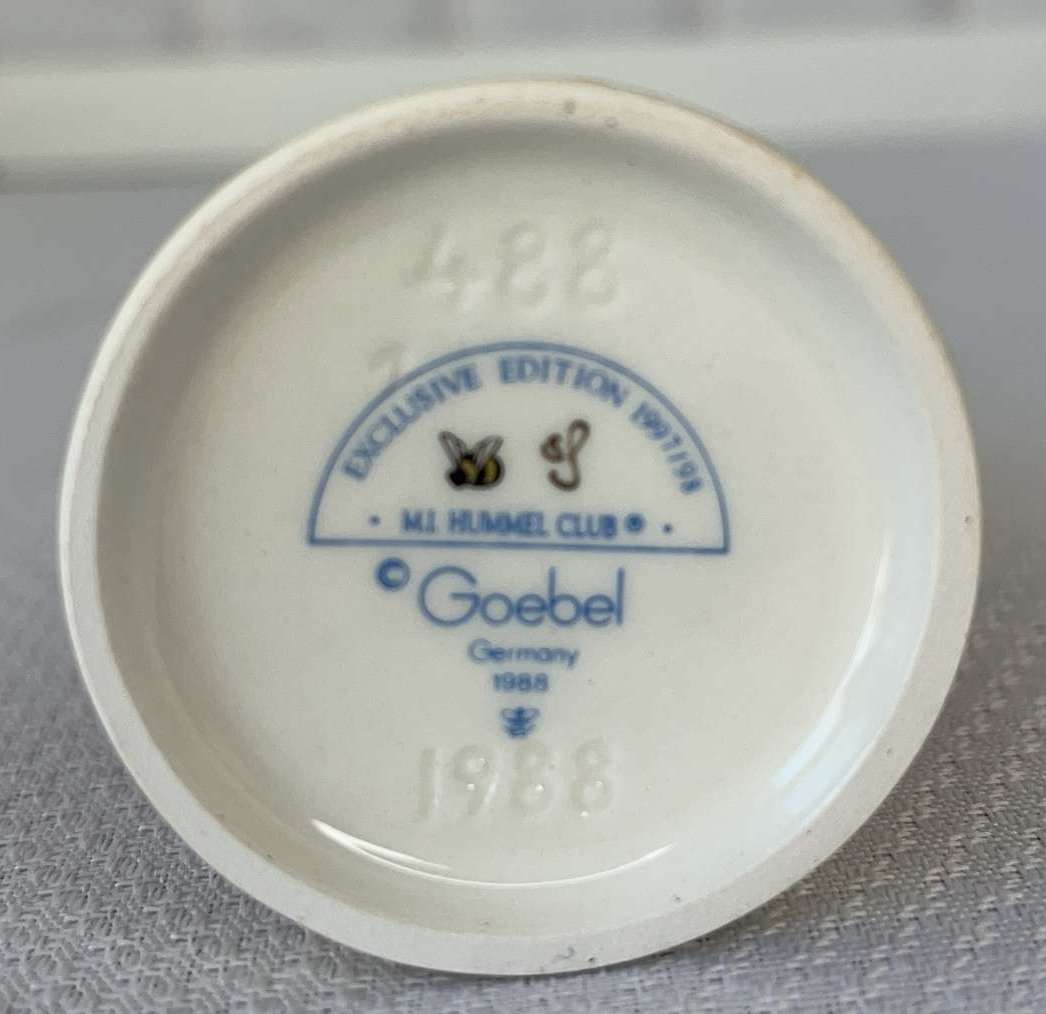 488
EXCLUSIVE EDITION 1997/98
· M.I. HUMMEL CLUB® ·
© Goebel
Germany
1988
1988